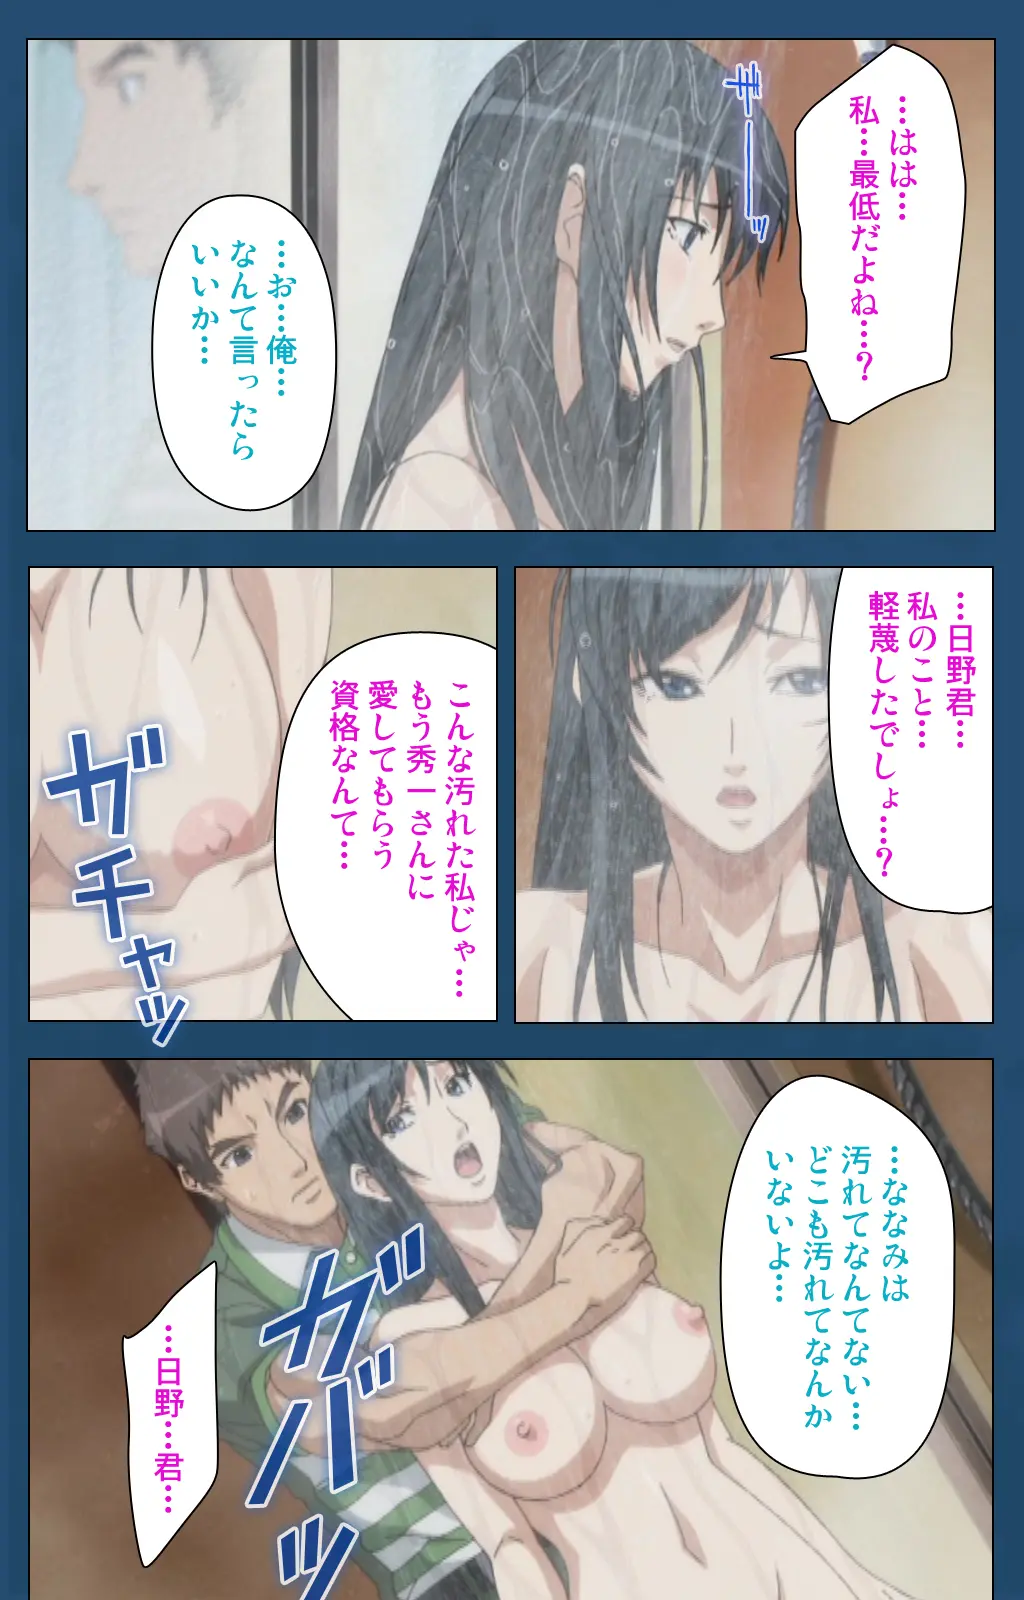 …はは…
私…最低だよね…?
キーッ
…お…俺…
なんて言ったら
いいか…
…日野君…
私のこと…
軽蔑したでしょ…?
こんな汚れた私じゃ…
もう秀一さんに
愛してもらう
資格なんて…
ガチャッ
…ななみは
汚れてなんてない…
どこも汚れてなんか
いないよ…
ガバッ
…日野…君…